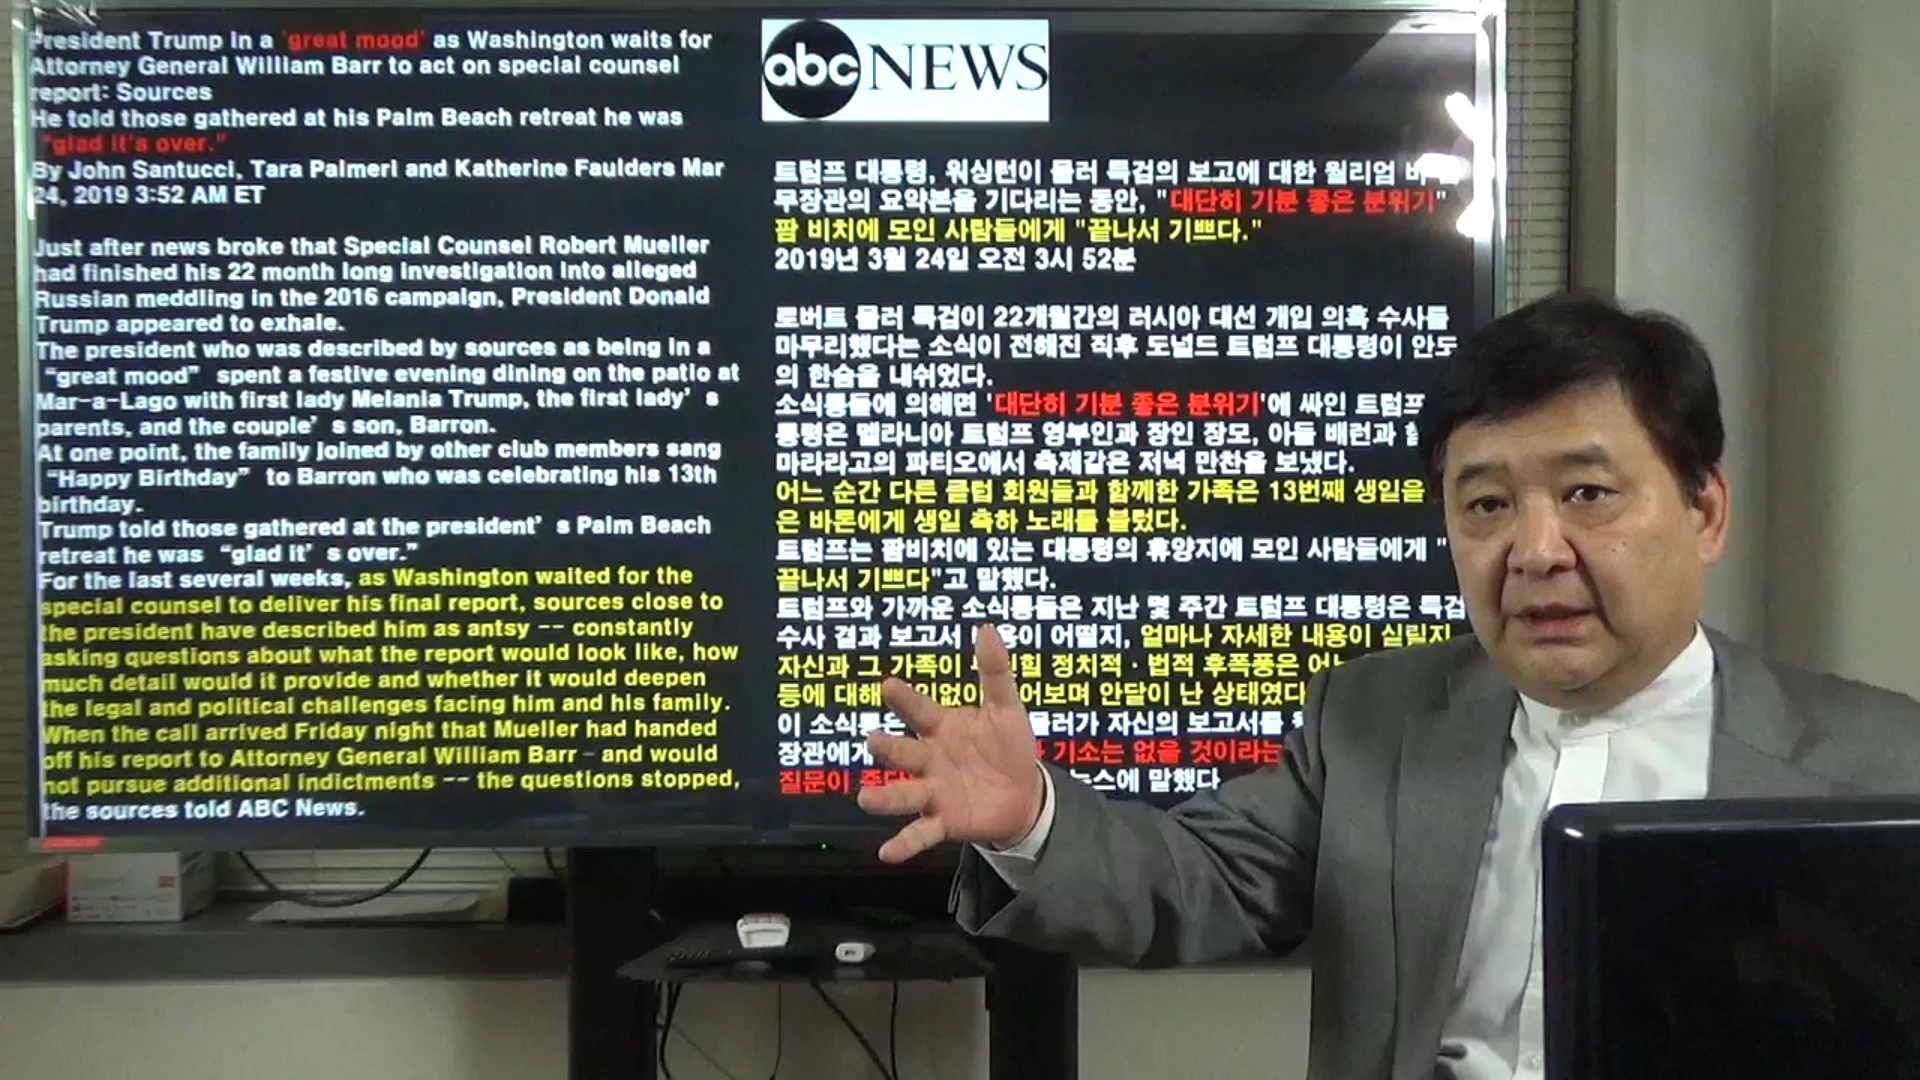 President Trump in a 'great mood' as Washington waits for
Attorney General William Barr to act on special counsel
report: Sources
He told those gathered at his Palm Beach retreat he was
"glad it's over."
By John Santucci, Tara Palmeri and Katherine Faulders Mar
24, 2019 3:52 AM ET
Just after news broke that Special Counsel Robert Mueller
had finished his 22 month long investigation into alleged
Russian meddling in the 2016 campaign, President Donald
Trump appeared to exhale.
The president who was described by sources as being in a
“great mood” spent a festive evening dining on the patio at
Mar-a-Lago with first lady Melania Trump, the first lady’s
parents, and the couple’s son, Barron.
At one point, the family joined by other club members sang
“Happy Birthday” to Barron who was celebrating his 13th
birthday.
Trump told those gathered at the president’s Palm Beach
retreat he was “glad it’s over.”
For the last several weeks, as Washington waited for the
special counsel to deliver his final report, sources close to
the president have described him as antsy -- constantly
asking questions about what the report would look like, how
much detail would it provide and whether it would deepen
the legal and political challenges facing him and his family.
When the call arrived Friday night that Mueller had handed
off his report to Attorney General William Barr – and would
not pursue additional indictments -- the questions stopped,
the sources told ABC News.
abc NEWS
트럼프 대통령, 워싱턴이 뮬러 특검의 보고에 대한 윌리엄
무장관의 요약본을 기다리는 동안, "대단히 기분 좋은 분위기"
팜 비치에 모인 사람들에게 "끝나서 기쁘다."
2019년 3월 24일 오전 3시 52분
로버트 뮬러 특검이 22개월간의 러시아 대선 개입 의혹 수사를
마무리했다는 소식이 전해진 직후 도널드 트럼프 대통령이 안도
의 한숨을 내쉬었다.
소식통들에 의해면 '대단히 기분 좋은 분위기'에 싸인 트럼프
통령은 멜라니아 트럼프 영부인과 장인 장모, 아들 배런과
마라라고의 파티오에서 축제같은 저녁 만찬을 보냈다.
어느 순간 다른 클럽 회원들과 함께한 가족은 13번째 생일을
은 바론에게 생일 축하 노래를 불렀다.
트럼프는 팜비치에 있는 대통령의 휴양지에 모인 사람들에게 "
끝나서 기쁘다"고 말했다.
트럼프와 가까운 소식통들은 지난 몇 주간 트럼프 대통령은 특검
수사 결과 보고서 이 어떨지, 얼마나 자세한 내용이 실릴지
자신과 그 가족이 정치적 · 법적 후폭풍은
등에 대해 안달이 난 상태였다
이 소식통은 뮬러가 자신의 보고서를
장관에게 기소는 없을 것이라는
질문이 뉴스에 말했다